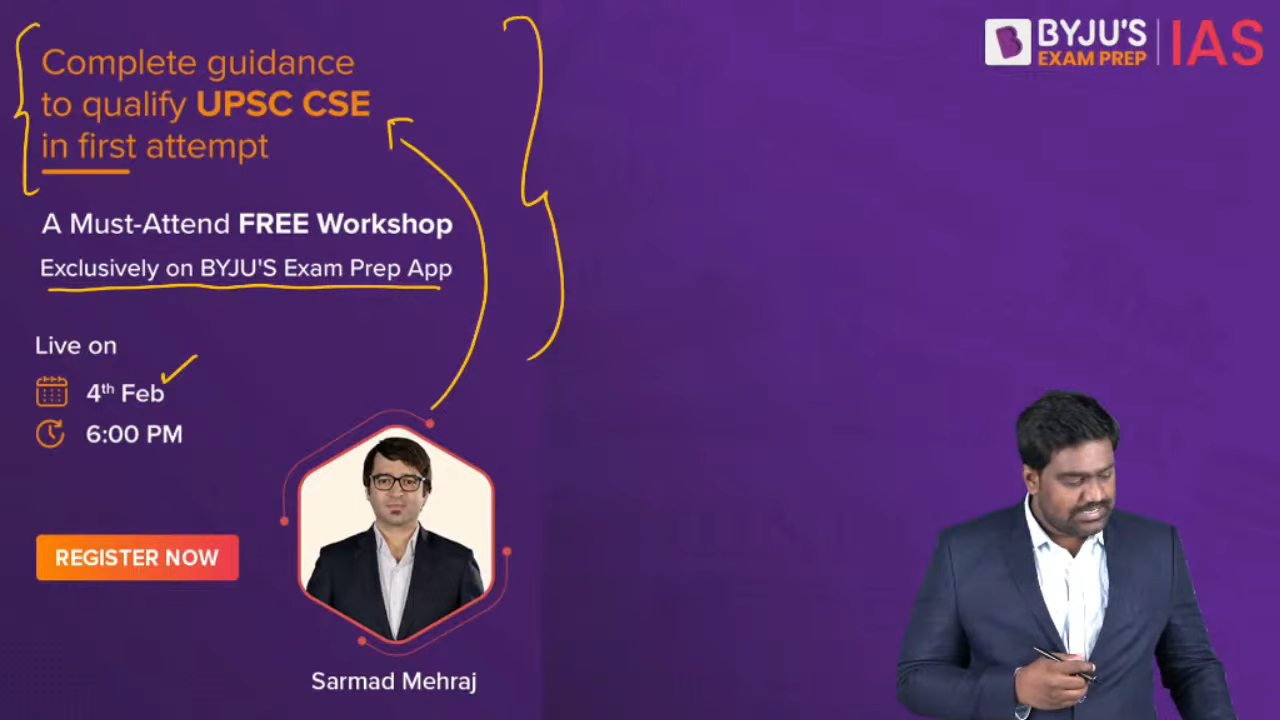 Complete guidance
to qualify UPSC CSE
in first attempt
A Must-Attend FREE Workshop
Exclusively on BYJU'S Exam Prep App
Live on
4th Feb
6:00 PM
REGISTER NOW
Sarmad Mehraj
BYJU'S
EXAM PREP
IAS